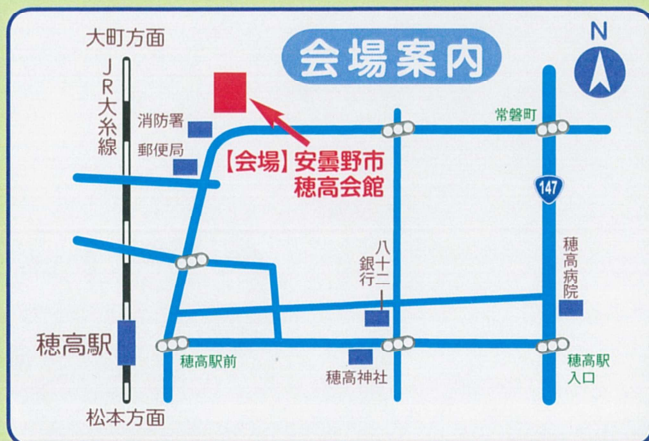 会場案内
N
大町方面
JR大糸線
消防署
郵便局
【会場】安曇野市
穂高会館
常磐町
147
八十二
銀行
穂高病院
穂高駅
穂高駅前
穂高神社
穂高駅
入口
松本方面